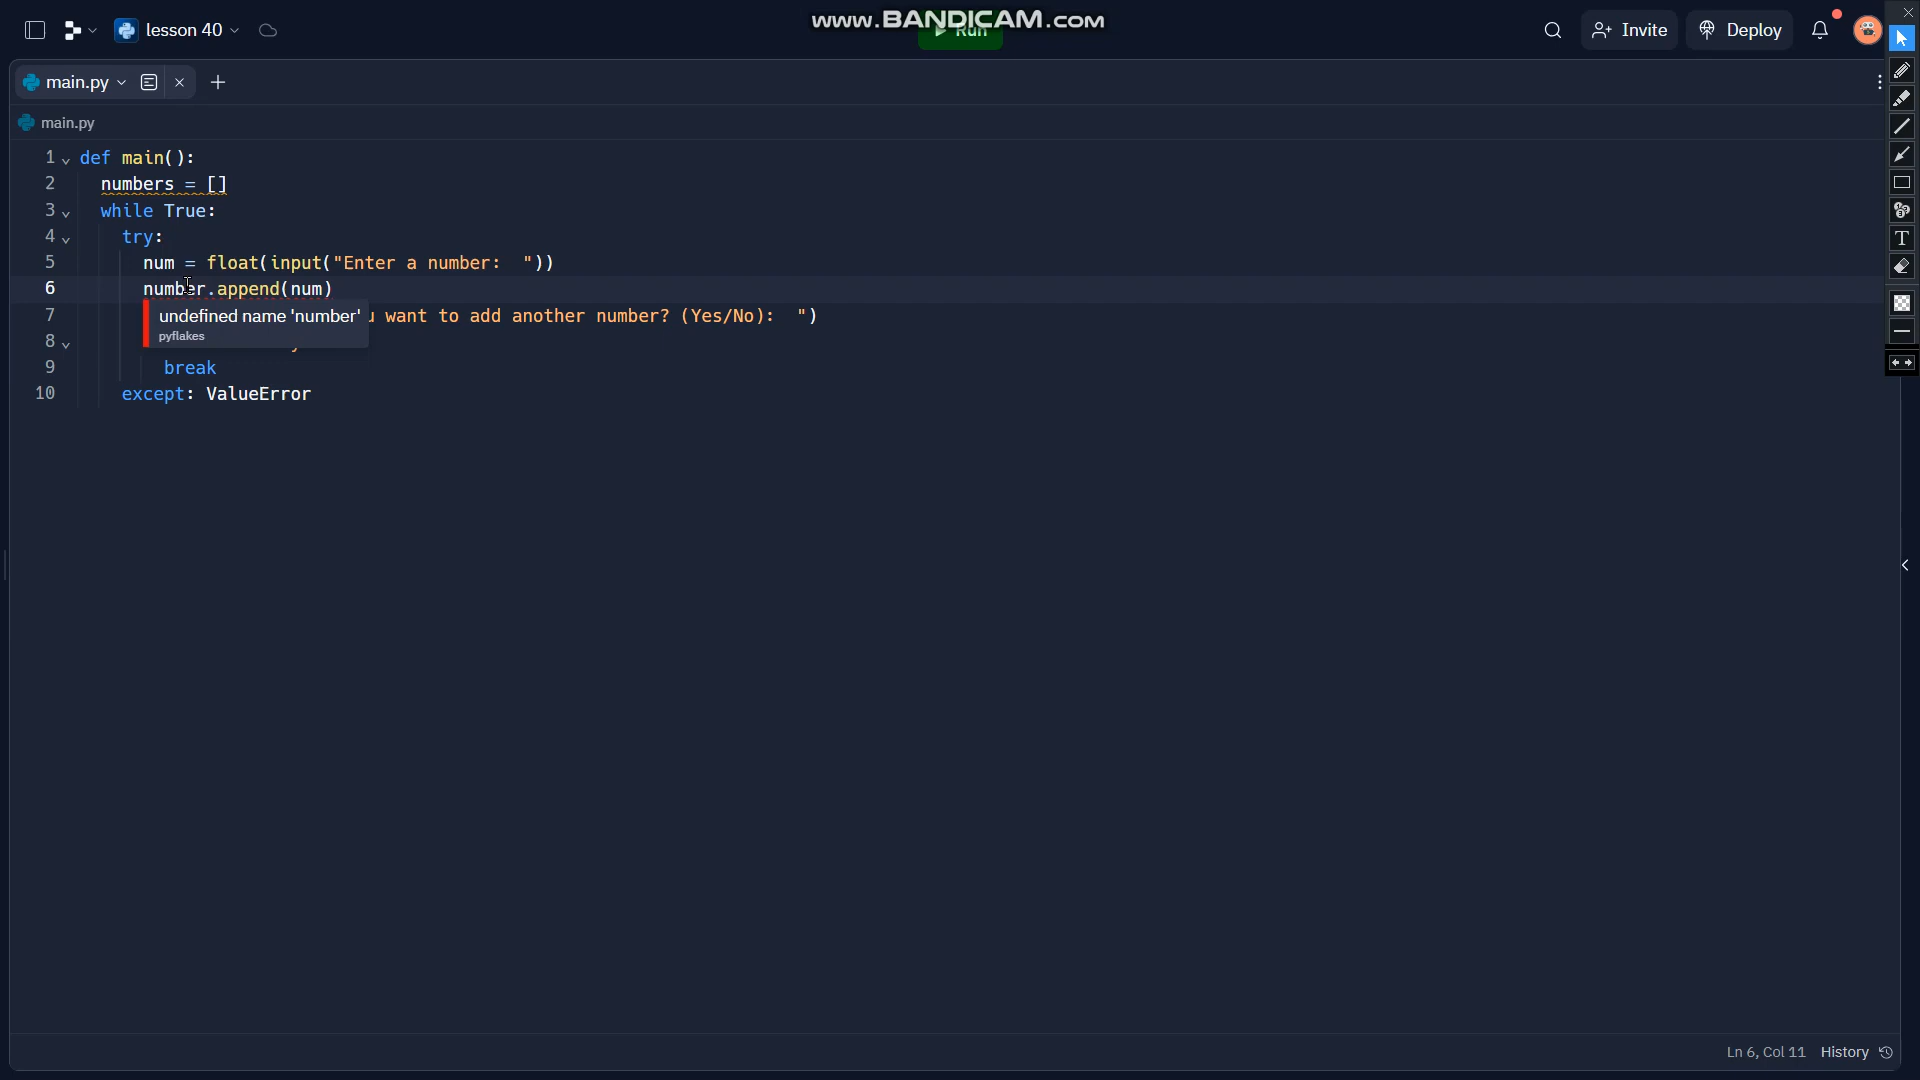 lesson 40
www.BANDICAM.com
Run
Invite
Deploy
main.py
main.py
1 def main():
2 numbers = []
3 while True:
4 try:
5 num = float(input("Enter a number:  "))
6 number.append(num)
7 u want to add another number? (Yes/No):  ")
undefined name 'number'
pyflakes
8
9 break
10 except: ValueError
Ln 6, Col 11 History